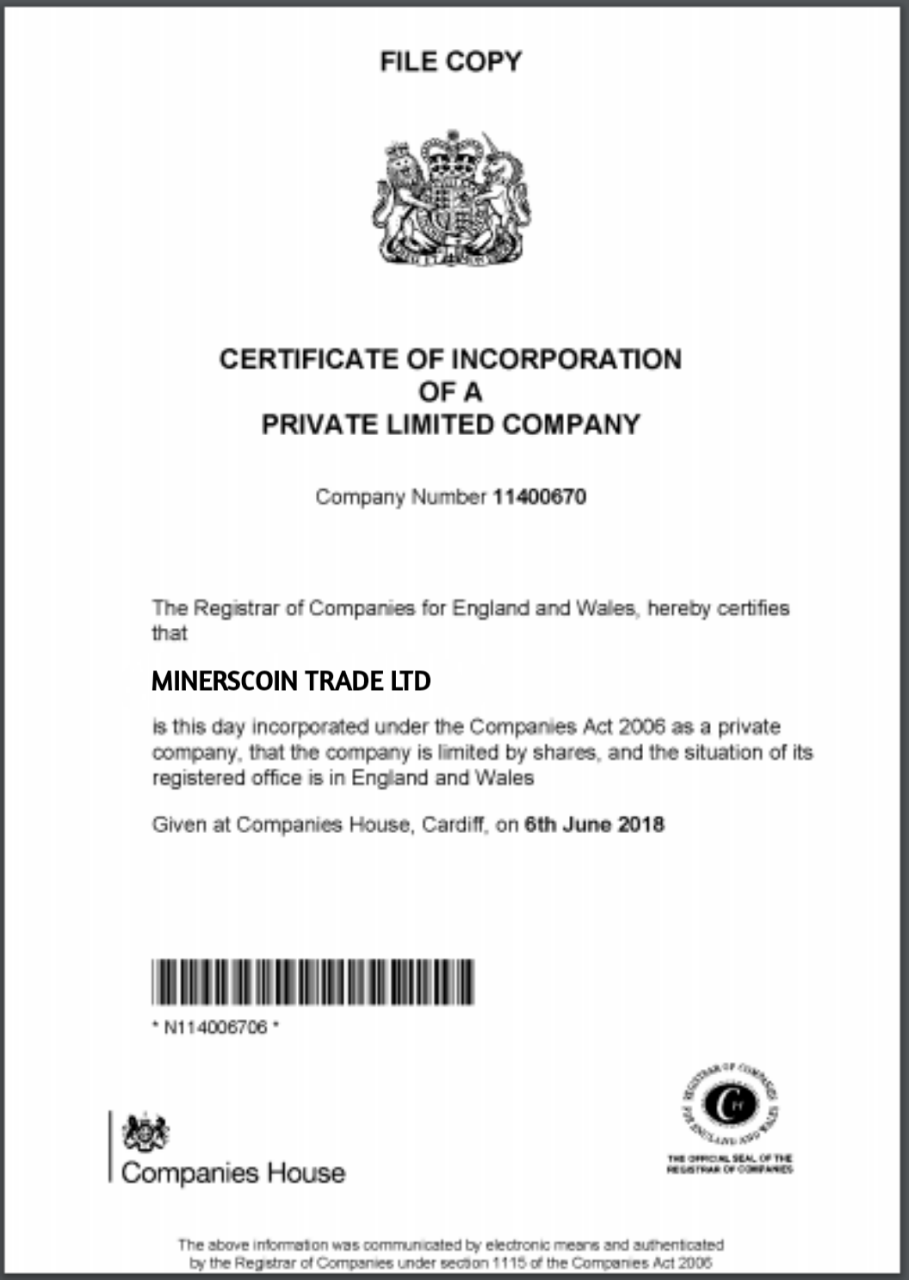 FILE COPY
CERTIFICATE OF INCORPORATION
OF A
PRIVATE LIMITED COMPANY
Company Number 11400670
The Registrar of Companies for England and Wales, hereby certifies
that
MINERSCOIN TRADE LTD
is this day incorporated under the Companies Act 2006 as a private
company, that the company is limited by shares, and the situation of its
registered office is in England and Wales
Given at Companies House, Cardiff, on 6th June 2018
* N114006706 *
REGISTRAR OF COMPANIES
FOR ENGLAND AND WALES
C H
THE OFFICIAL SEAL OF THE
REGISTRAR OF COMPANIES
Companies House
The above information was communicated by electronic means and authenticated
by the Registrar of Companies under section 1115 of the Companies Act 2006